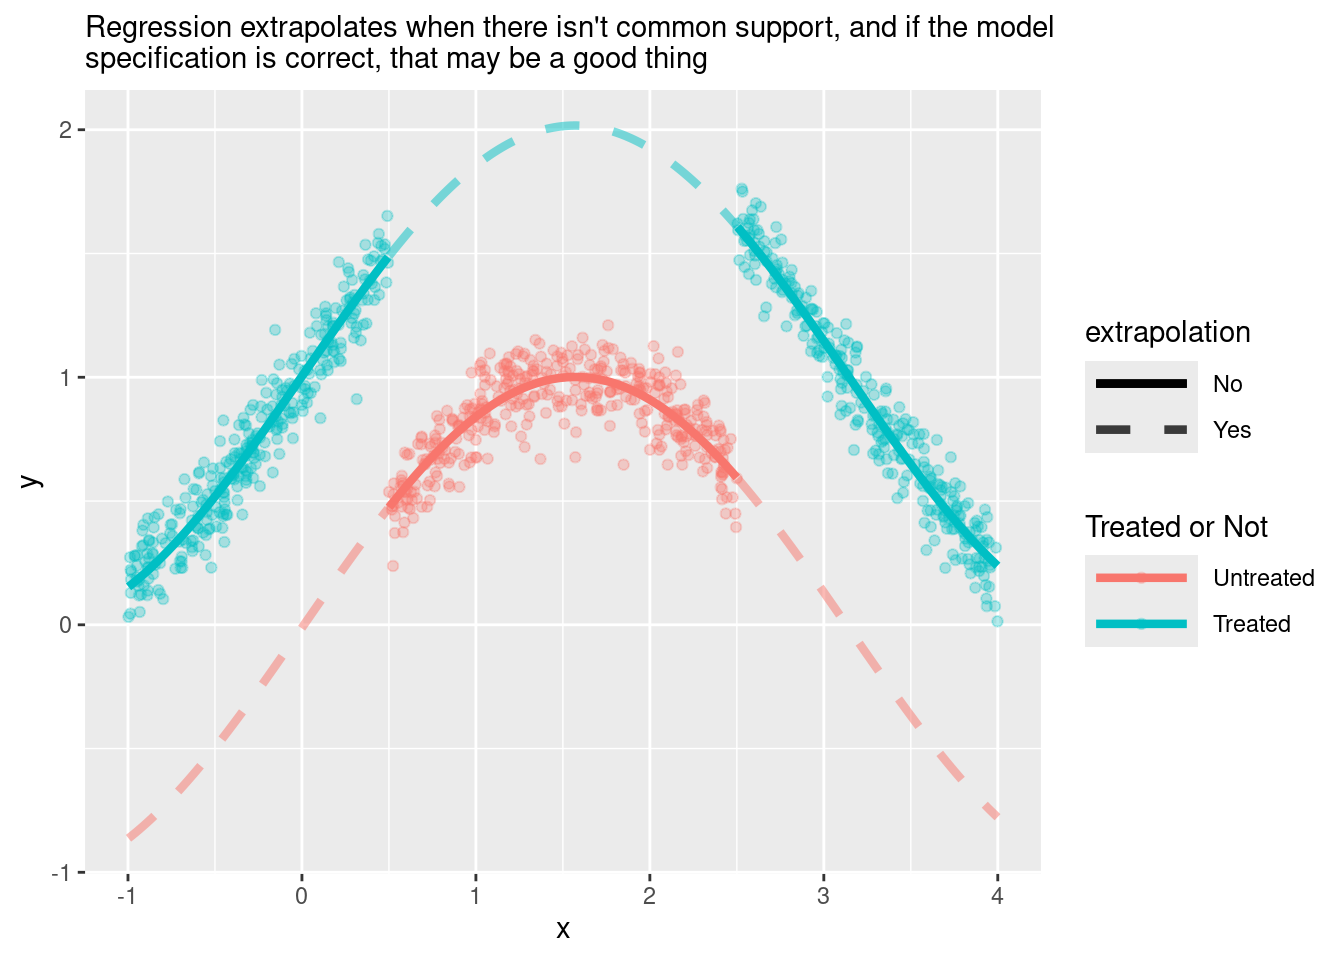 Regression extrapolates when there isn't common support, and if the model
specification is correct, that may be a good thing
2
1
0
-1
y
-1
0
1
2
3
4
x
extrapolation
No
Yes
Treated or Not
Untreated
Treated